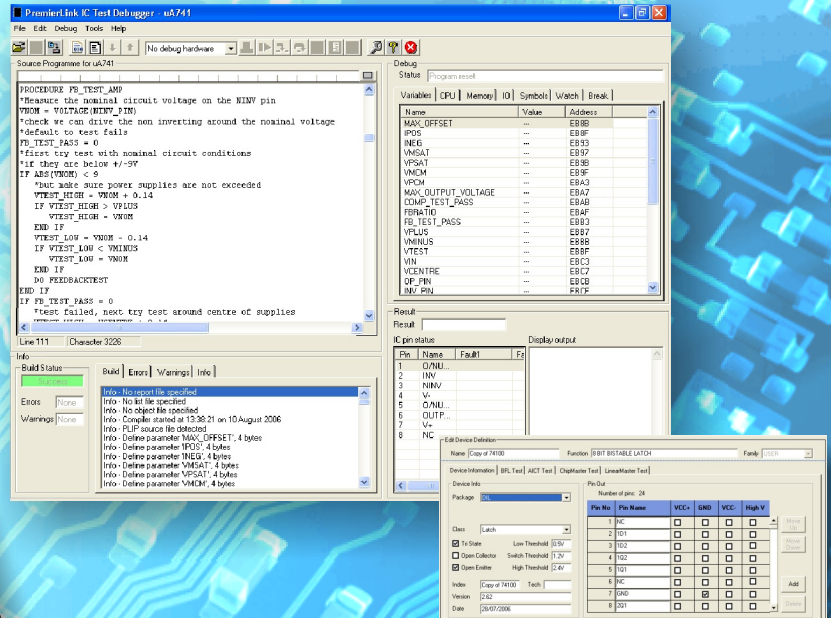 PremierLink IC Test Debugger - uA741
File Edit Debug Tools Help
No debug hardware
Source Programme for uA741
PROCEDURE FB_TEST_AMP
*Measure the nominal circuit voltage on the NINV pin
VNOM = VOLTAGE(NINV_PIN)
*check we can drive the non inverting around the nominal voltage
*default to test fails
FB_TEST_PASS = 0
*first try test with nominal circuit conditions
*if they are below +/-9V
IF ABS(VNOM) < 9
*but make sure power supplies are not exceeded
VTEST_HIGH = VNOM + 0.14
IF VTEST_HIGH > VPLUS
VTEST_HIGH = VNOM
END IF
VTEST_LOW = VNOM - 0.14
IF VTEST_LOW < VMINUS
VTEST_LOW = VNOM
END IF
DO FEEDBACKTEST
END IF
IF FB_TEST_PASS = 0
*test failed, next try test around centre of supplies
Line 111 Character 3226
Debug
Status Program reset
Variables CPU Memory IO Symbols Watch Break
Name Value Address
MAX_OFFSET ... EB8B
IPOS ... EB8F
INEG ... EB93
VMSAT ... EB97
VPSAT ... EB9B
VMCM ... EB9F
VPCM ... EBA3
MAX_OUTPUT_VOLTAGE ... EBA7
COMP_TEST_PASS ... EBAB
FBRATIO ... EBAF
FB_TEST_PASS ... EBB3
VPLUS ... EBB7
VMINUS ... EBBB
VTEST ... EBBF
VIN ... EBC3
VCENTRE ... EBC7
OP_PIN ... EBCB
INV_PIN ... EBCF
Result
Result
IC pin status Display output
Pin Name Fault1 Fa
1 O/NU...
2 INV
3 NINV
4 V-
5 O/NU...
6 OUTP...
7 V+
8 NC
Info
Build Status
Success
Errors None
Warnings None
Build Errors Warnings Info
Info - No report file specified
Info - No list file specified
Info - No object file specified
Info - Compiler started at 13:38:21 on 10 August 2006
Info - PLIP source file detected
Info - Define parameter 'MAX_OFFSET', 4 bytes
Info - Define parameter 'IPOS', 4 bytes
Info - Define parameter 'INEG', 4 bytes
Info - Define parameter 'VMSAT', 4 bytes
Info - Define parameter 'VPSAT', 4 bytes
Info - Define parameter 'VMCM', 4 bytes
Edit Device Definition
Name Copy of 74100 Function 8 BIT BISTABLE LATCH Family USER
Device Information BFL Test AICT Test ChipMaster Test LinearMaster Test
Device Info
Package DIL
Class Latch
Tri State Low Threshold 0.5V
Open Collector Switch Threshold 1.2V
Open Emitter High Threshold 2.4V
Index Copy of 74100 Tech
Version 2.62
Date 28/07/2006
Pin Out
Number of pins: 24
Pin No Pin Name VCC+ GND VCC- High V
1 NC
2 1D1
3 1D2
4 1Q2
5 1Q1
6 NC
7 GND
8 2Q1
Move Up
Move Down
Add
Delete